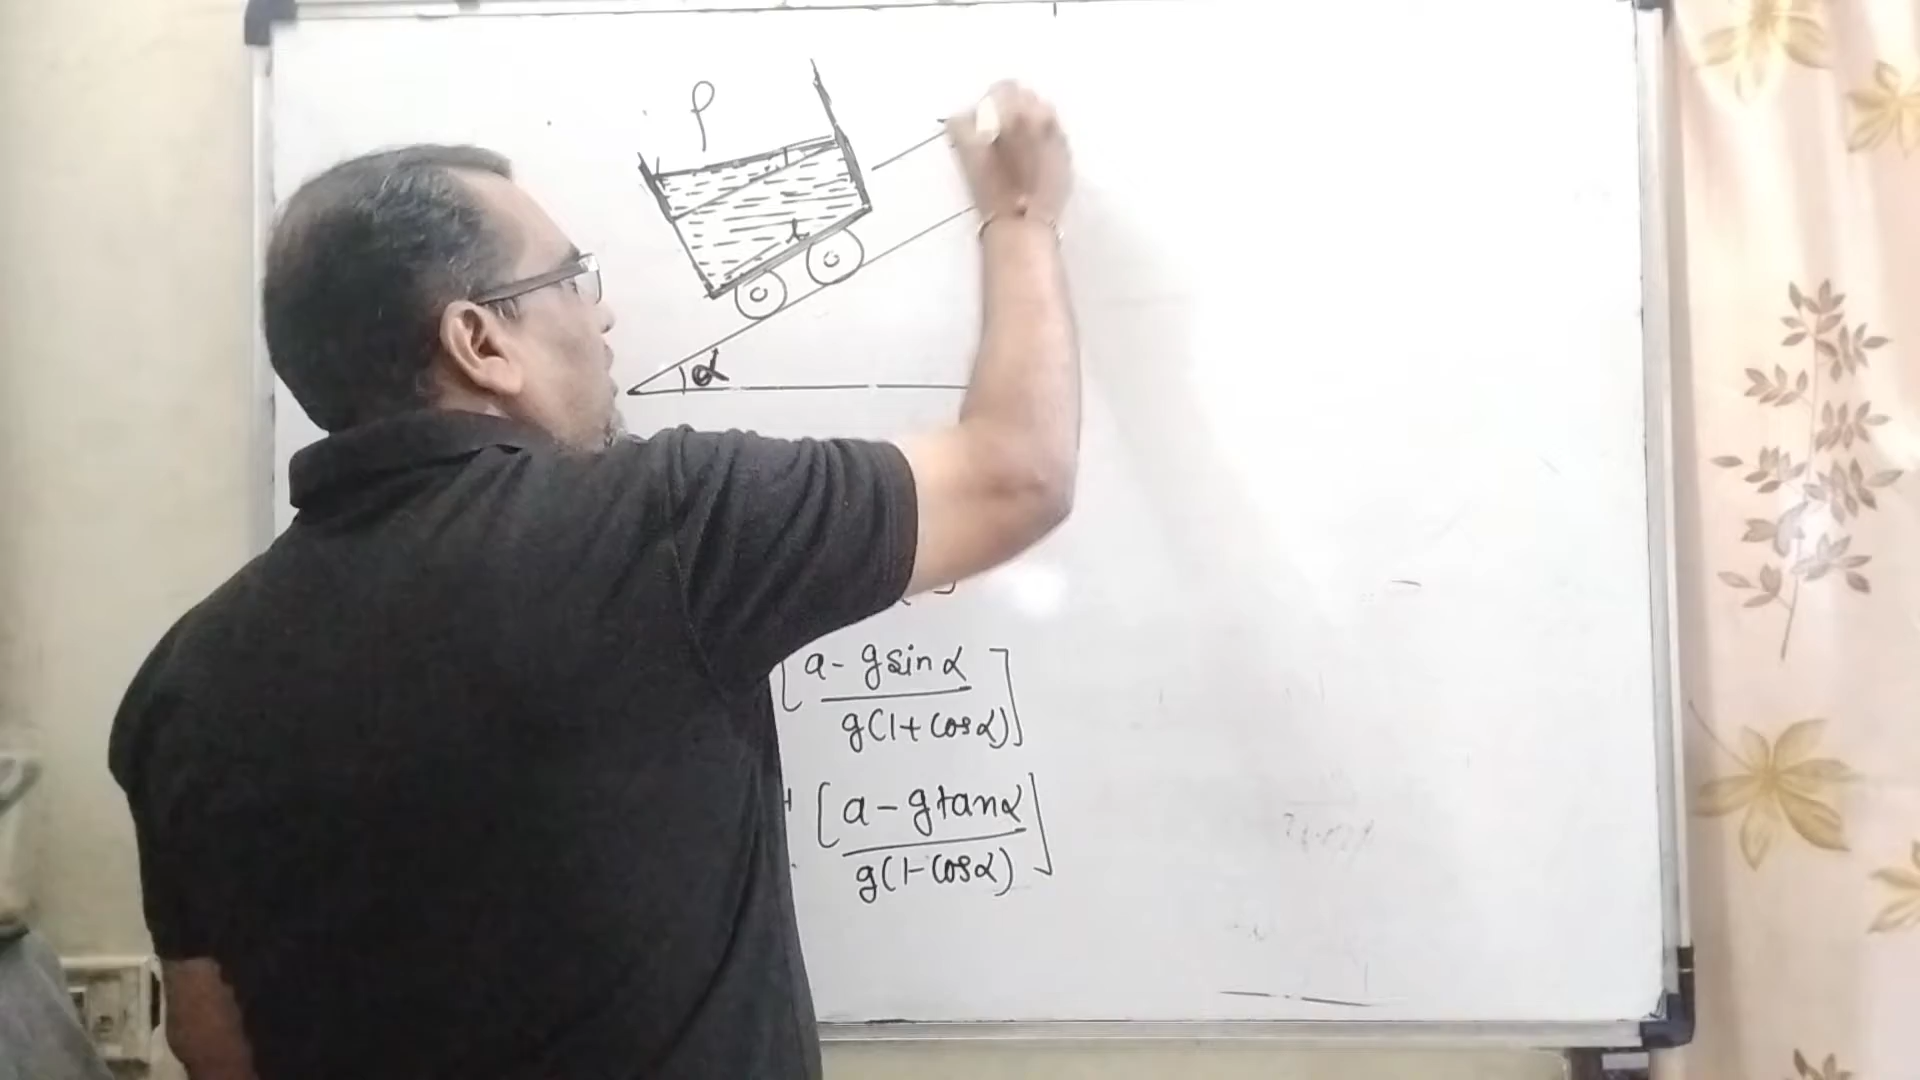 ρ
α
[a - g sin α / g(1 + cos α)]
[a - g tan α / g(1 - cos α)]